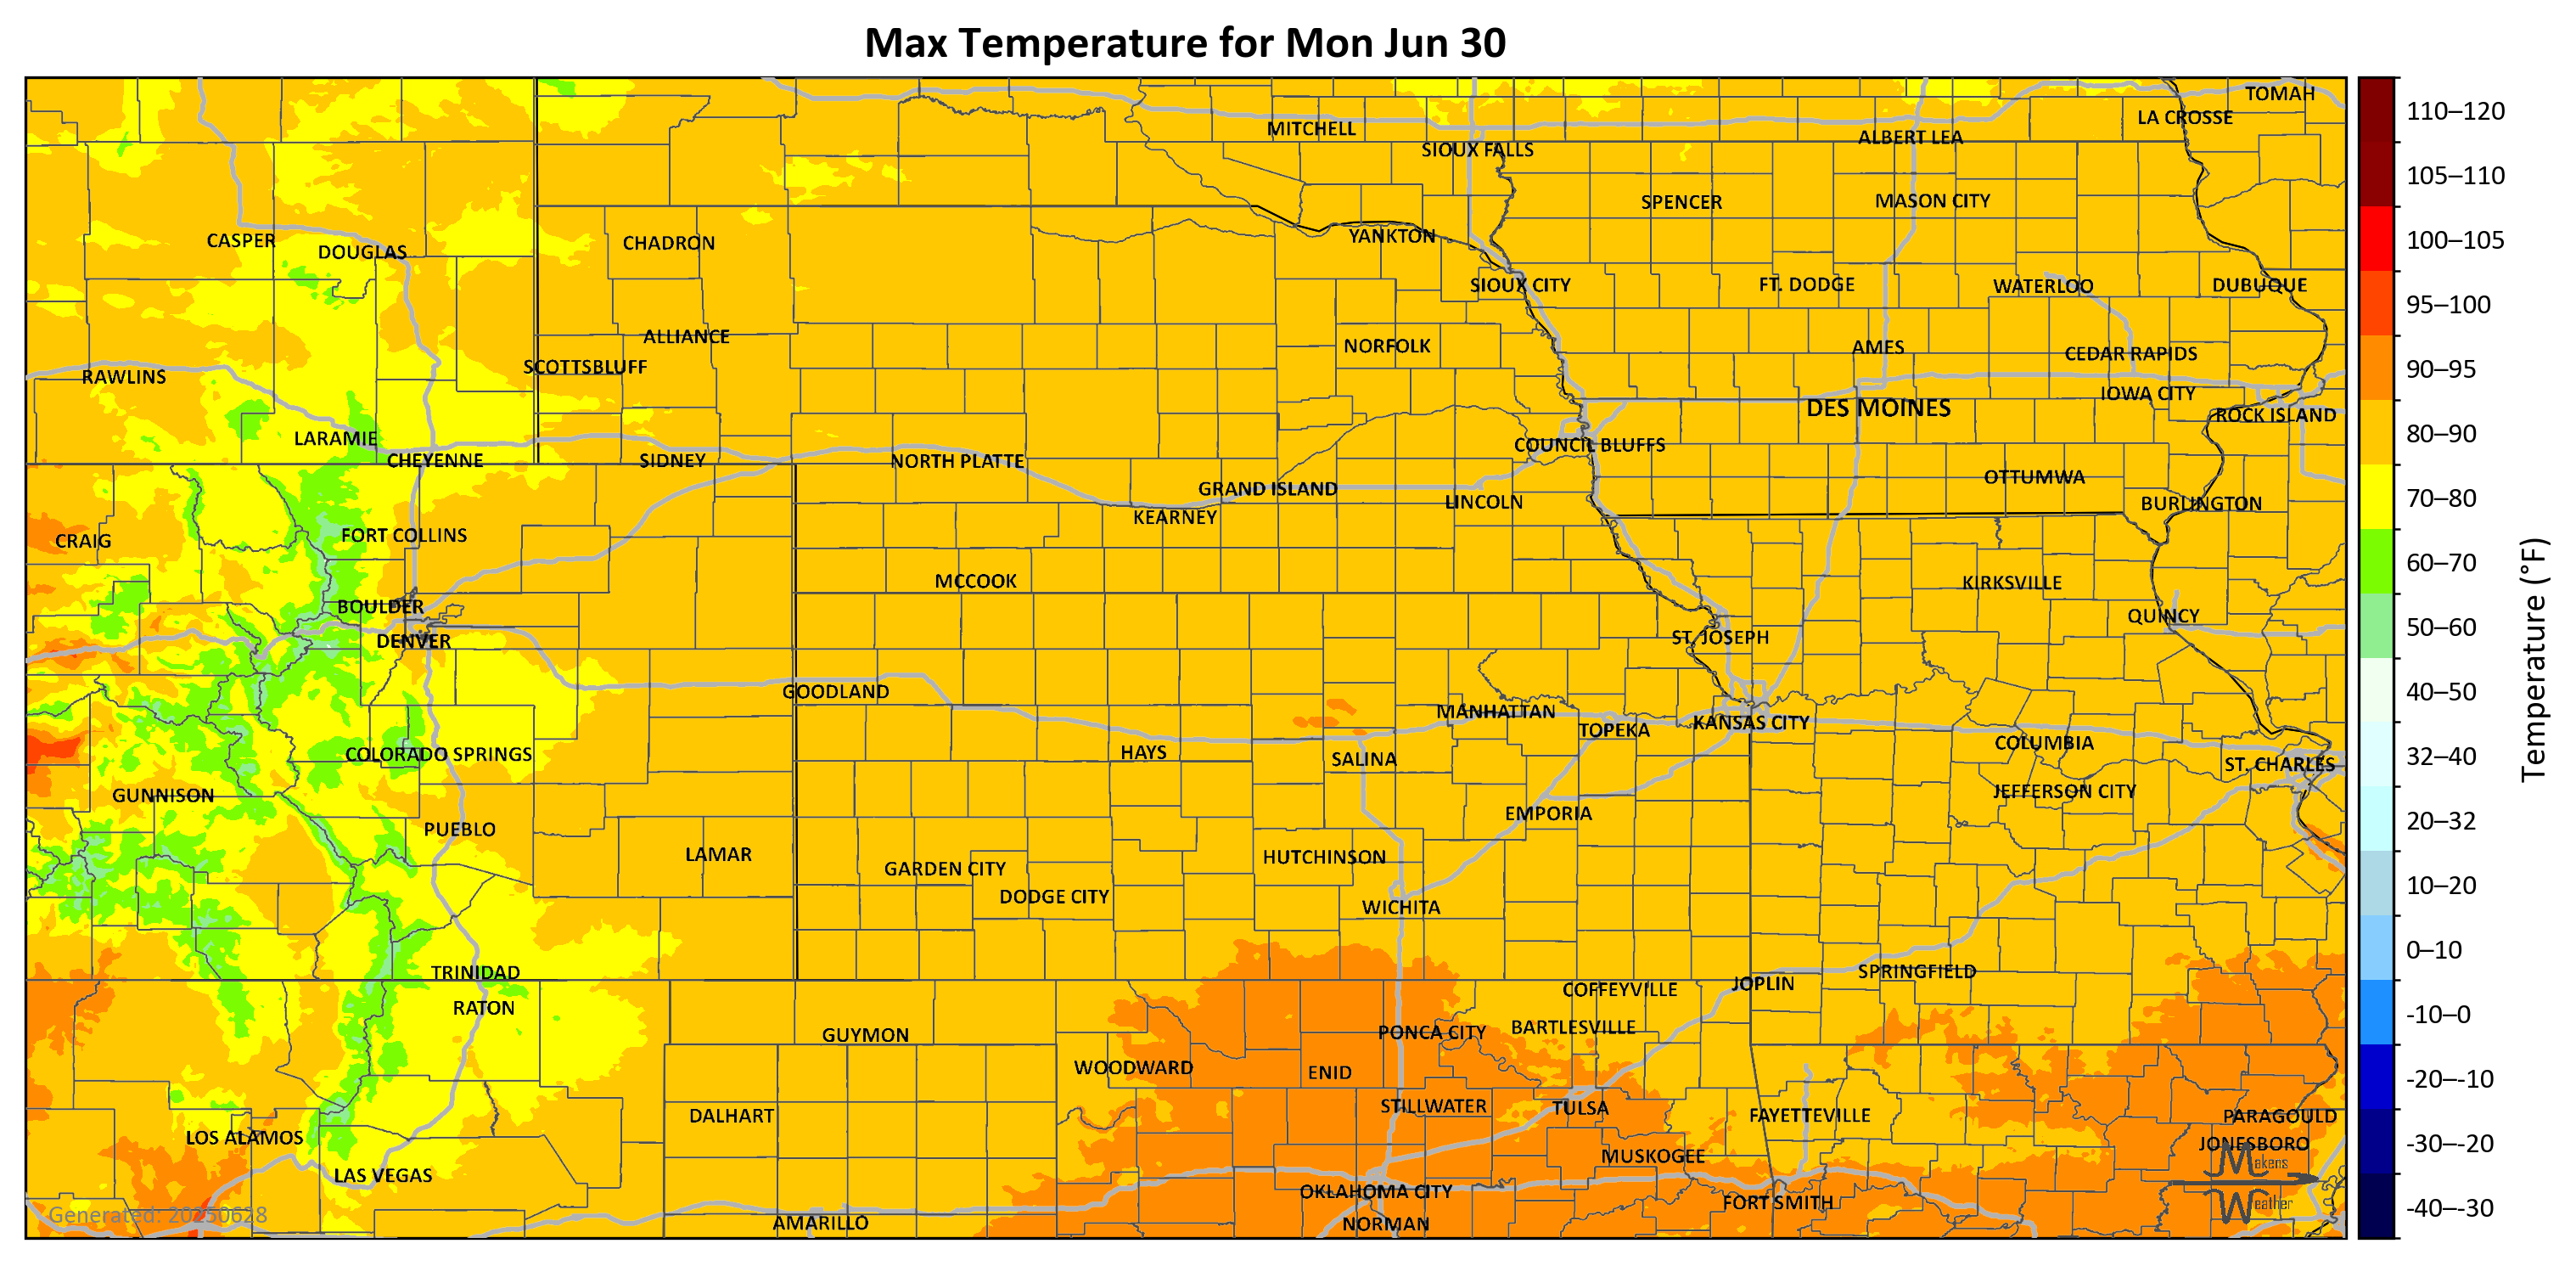 Max Temperature for Mon Jun 30
TOMAH
LA CROSSE
MITCHELL
ALBERT LEA
SIOUX FALLS
SPENCER
MASON CITY
YANKTON
CASPER
DOUGLAS
CHADRON
SIOUX CITY
FT. DODGE
WATERLOO
DUBUQUE
ALLIANCE
NORFOLK
AMES
CEDAR RAPIDS
SCOTTSBLUFF
RAWLINS
IOWA CITY
DES MOINES
ROCK ISLAND
LARAMIE
COUNCIL BLUFFS
CHEYENNE
SIDNEY
NORTH PLATTE
OTTUMWA
GRAND ISLAND
LINCOLN
BURLINGTON
KEARNEY
FORT COLLINS
CRAIG
MCCOOK
KIRKSVILLE
BOULDER
QUINCY
DENVER
ST. JOSEPH
GOODLAND
MANHATTAN
TOPEKA
KANSAS CITY
COLUMBIA
COLORADO SPRINGS
HAYS
SALINA
ST. CHARLES
GUNNISON
JEFFERSON CITY
EMPORIA
PUEBLO
LAMAR
HUTCHINSON
GARDEN CITY
DODGE CITY
WICHITA
TRINIDAD
SPRINGFIELD
JOPLIN
COFFEYVILLE
RATON
GUYMON
PONCA CITY
BARTLESVILLE
WOODWARD
ENID
STILLWATER
TULSA
DALHART
FAYETTEVILLE
PARAGOULD
LOS ALAMOS
JONESBORO
MUSKOGEE
LAS VEGAS
OKLAHOMA CITY
FORT SMITH
AMARILLO
NORMAN
Makens
Weather
Generated: 20250628
110–120
105–110
100–105
95–100
90–95
80–90
70–80
60–70
50–60
40–50
32–40
20–32
10–20
0–10
-10–0
-20–-10
-30–-20
-40–-30
Temperature (°F)